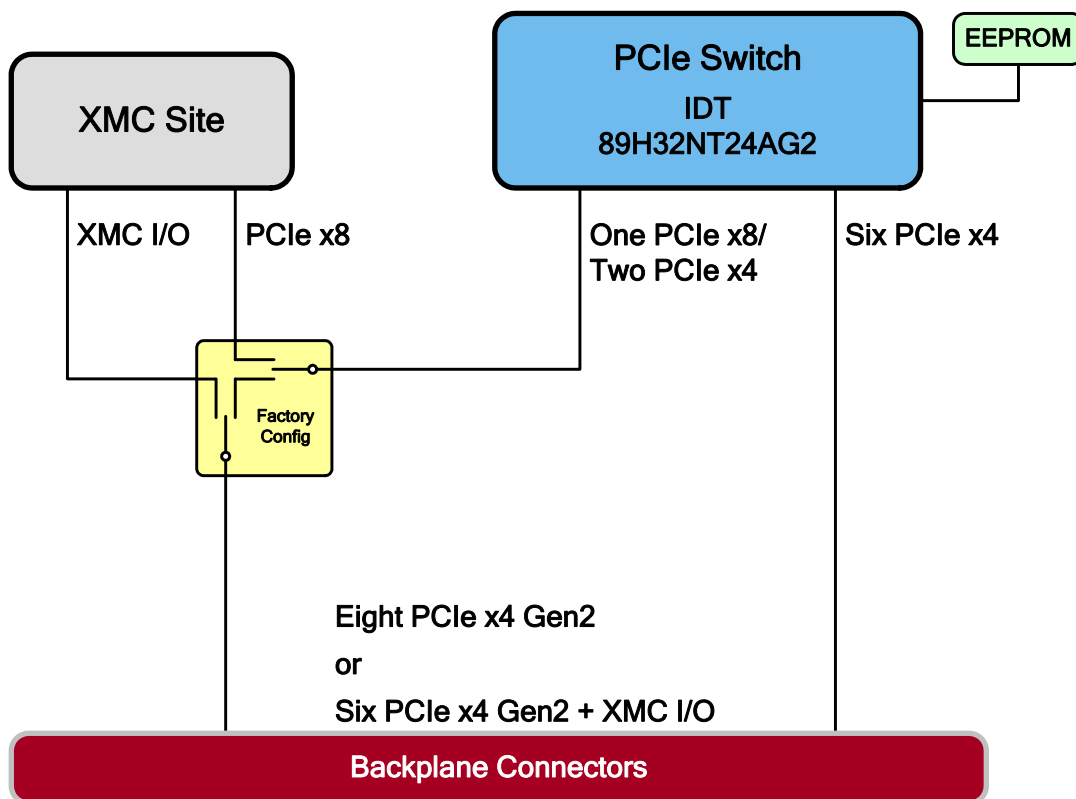 EEPROM
PCIe Switch
IDT
89H32NT24AG2
XMC Site
XMC I/O
PCIe x8
One PCIe x8/
Two PCIe x4
Six PCIe x4
Factory
Config
Eight PCIe x4 Gen2
or
Six PCIe x4 Gen2 + XMC I/O
Backplane Connectors